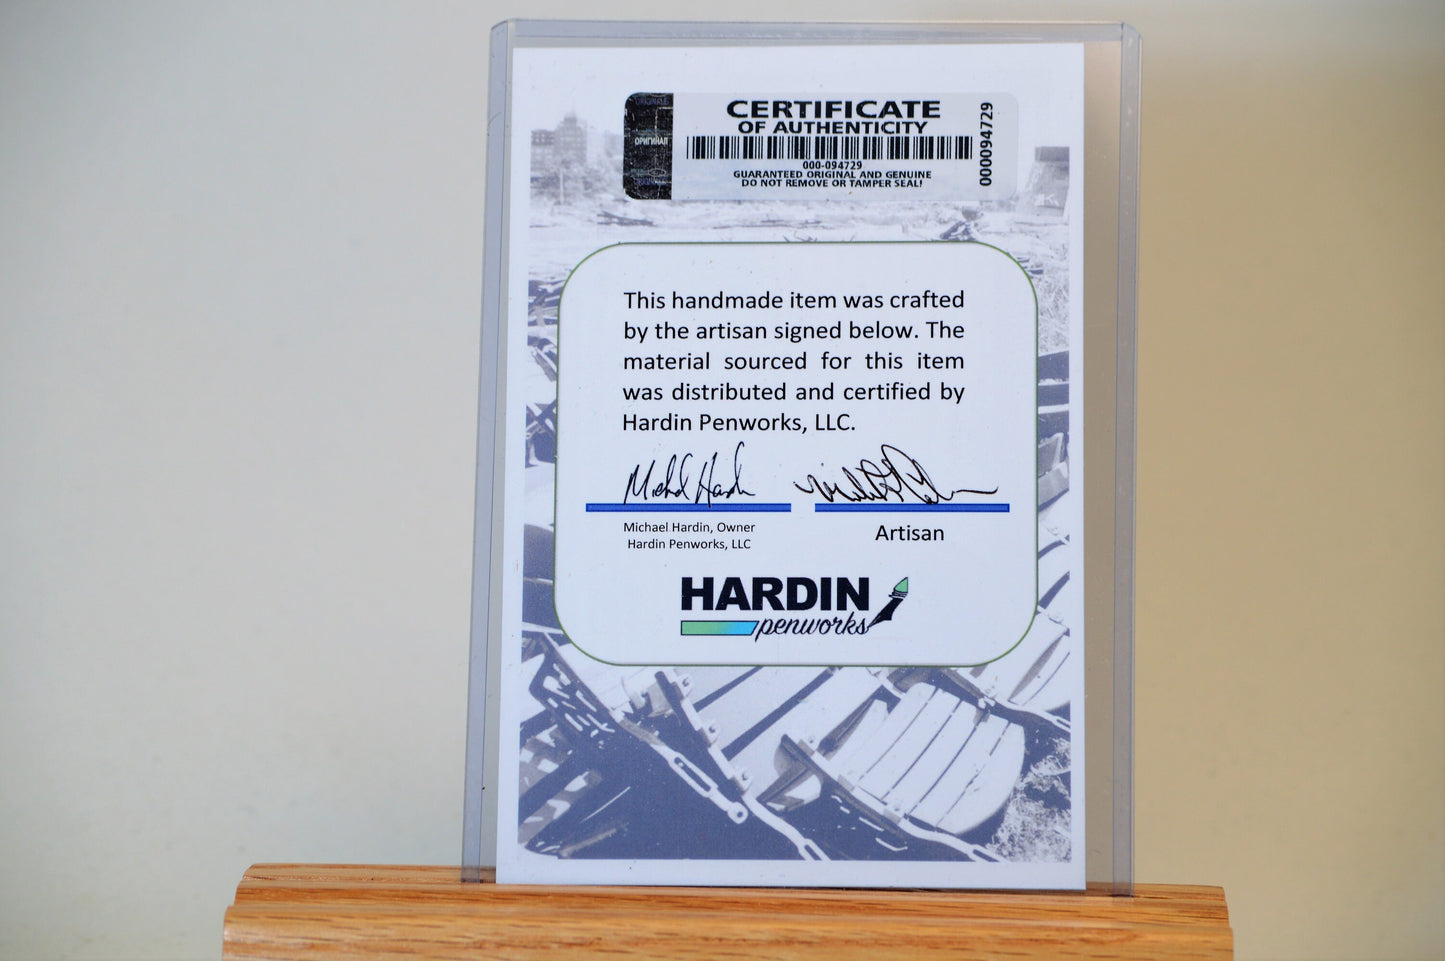 ORIGINALE
ОРИГИНАЛ
CERTIFICATE
OF AUTHENTICITY
000-094729
GUARANTEED ORIGINAL AND GENUINE
DO NOT REMOVE OR TAMPER SEAL!
000094729
This handmade item was crafted
by the artisan signed below. The
material sourced for this item
was distributed and certified by
Hardin Penworks, LLC.
Michael Hardin, Owner
Hardin Penworks, LLC
Artisan
HARDIN
penworks